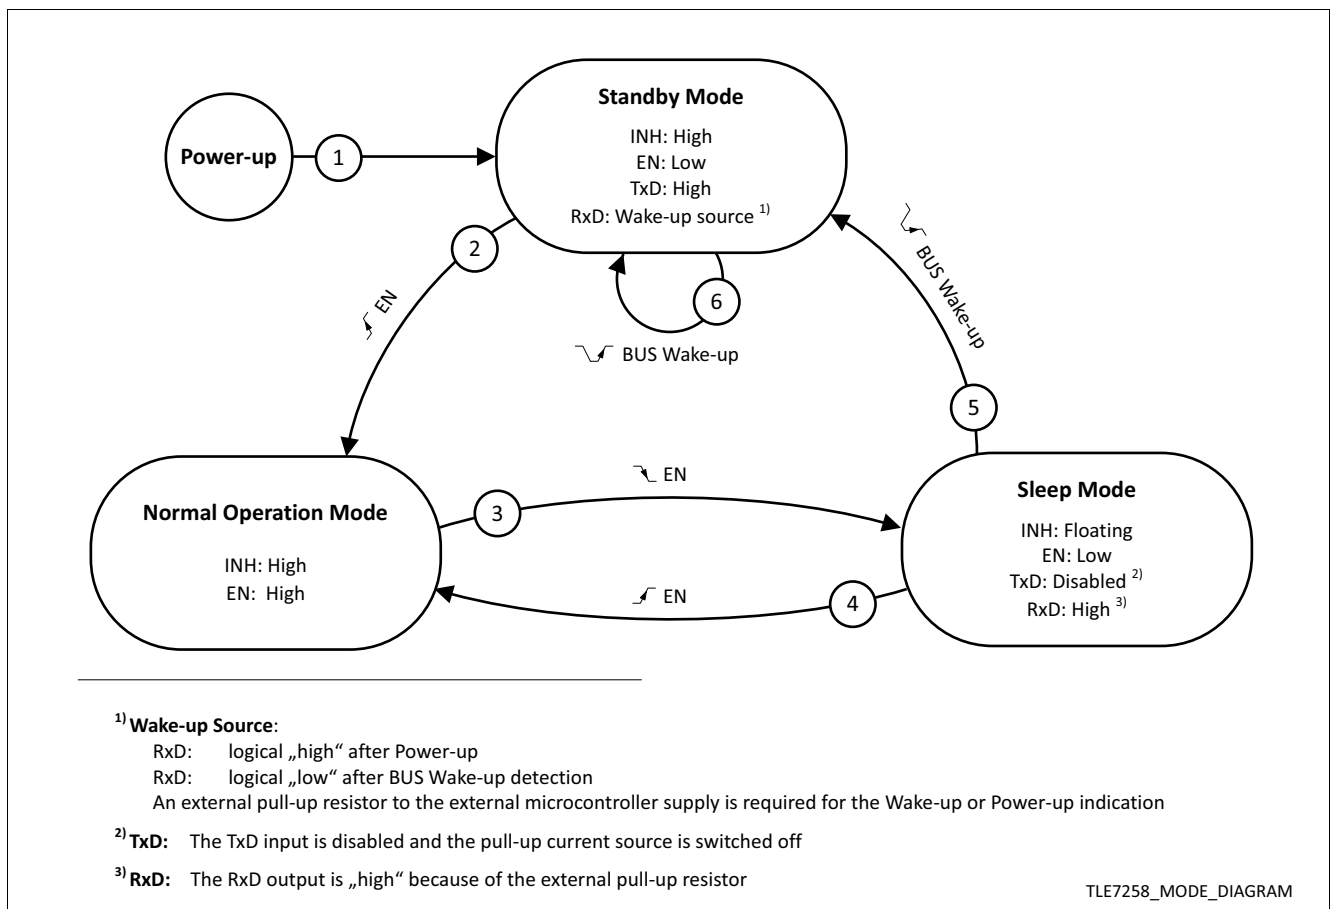 Standby Mode
INH: High
EN: Low
TxD: High
RxD: Wake-up source 1)
Power-up
1
2
EN
6
BUS Wake-up
BUS Wake-up
5
Normal Operation Mode
INH: High
EN: High
3
EN
4
EN
Sleep Mode
INH: Floating
EN: Low
TxD: Disabled 2)
RxD: High 3)
1) Wake-up Source:
RxD: logical „high“ after Power-up
RxD: logical „low“ after BUS Wake-up detection
An external pull-up resistor to the external microcontroller supply is required for the Wake-up or Power-up indication
2) TxD: The TxD input is disabled and the pull-up current source is switched off
3) RxD: The RxD output is „high“ because of the external pull-up resistor
TLE7258_MODE_DIAGRAM